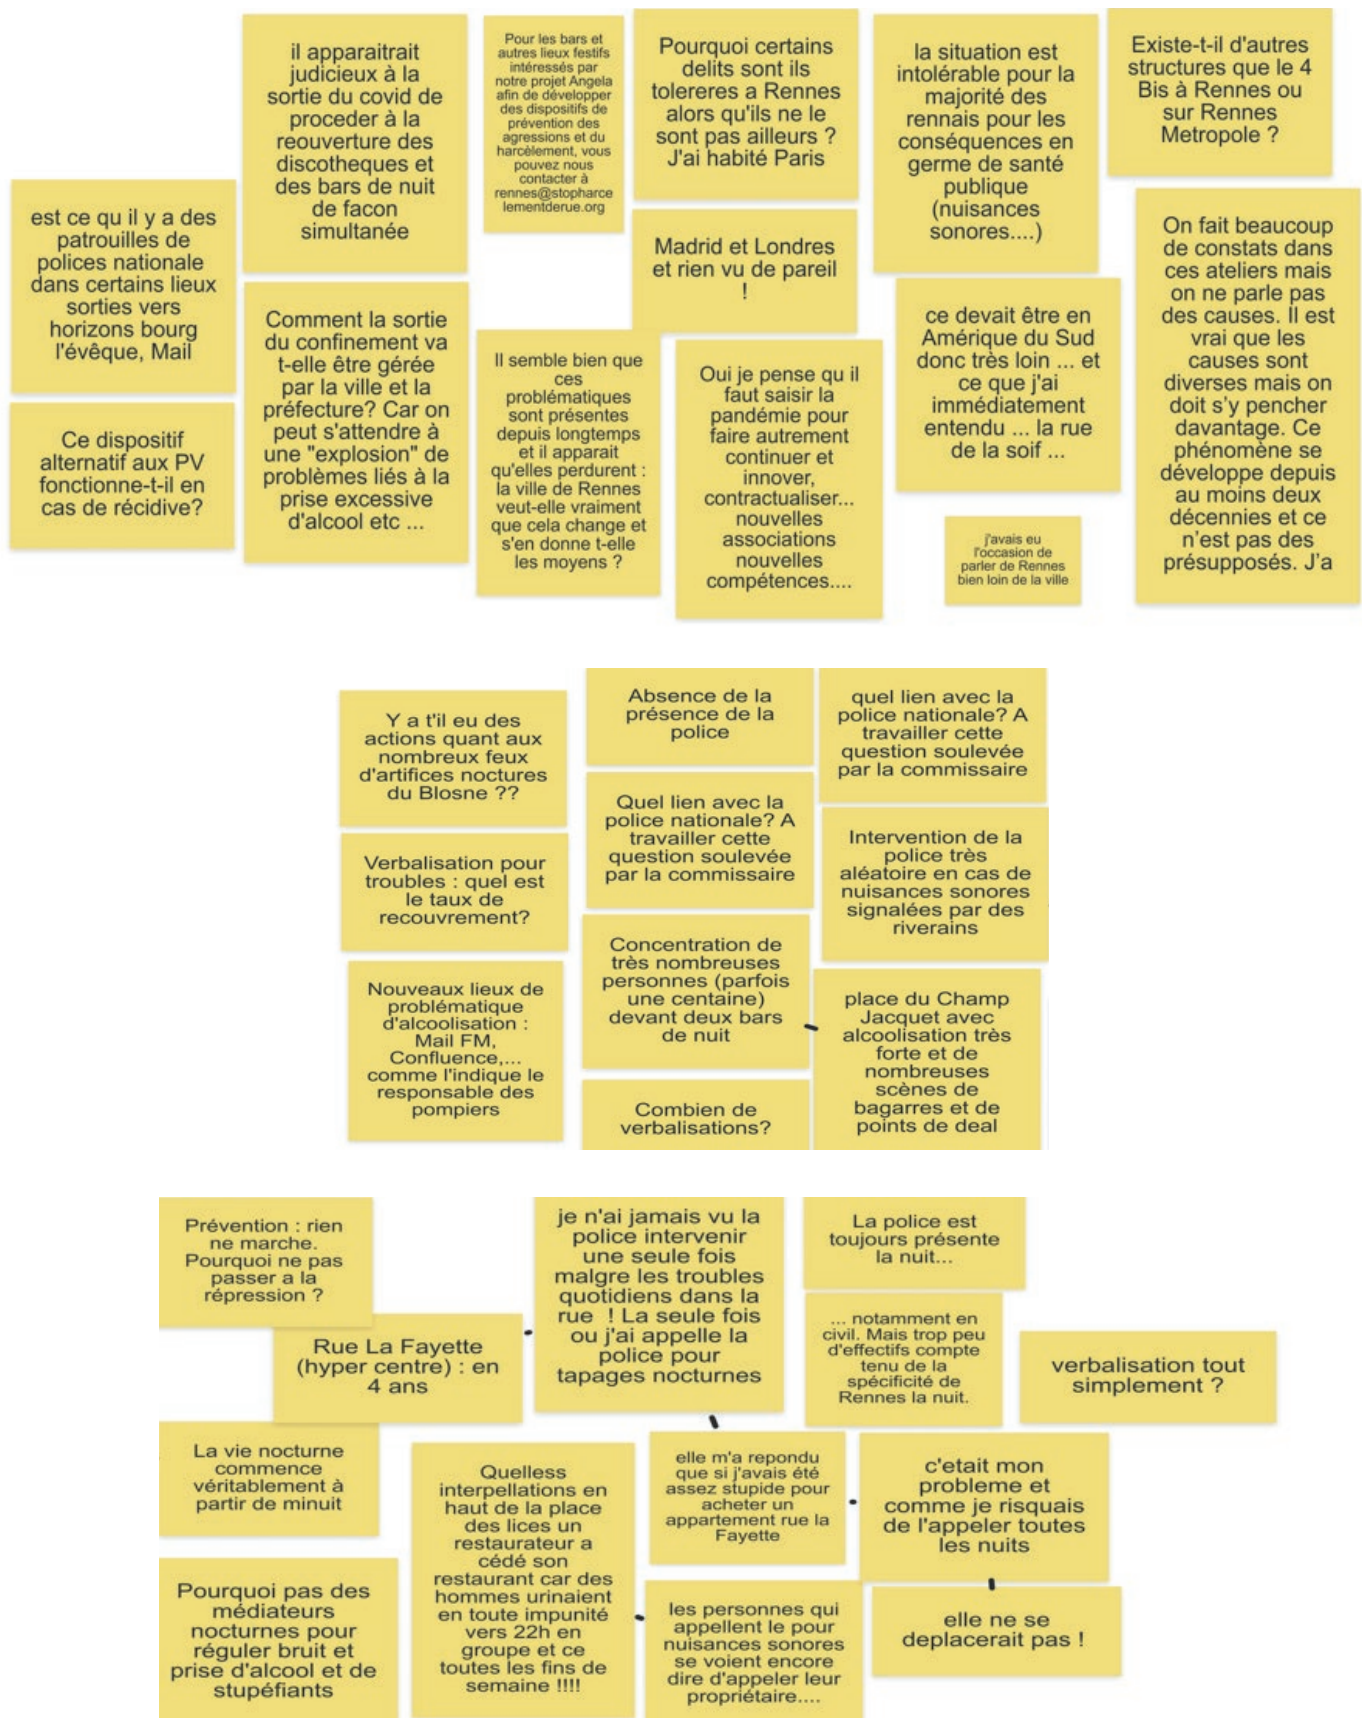 est ce qu il y a des
patrouilles de
polices nationale
dans certains lieux
sorties vers
horizons bourg
l'évêque, Mail
Ce dispositif
alternatif aux PV
fonctionne-t-il en
cas de récidive?
il apparaitrait
judicieux à la
sortie du covid de
proceder à la
reouverture des
discotheques et
des bars de nuit
de facon
simultanée
Comment la sortie
du confinement va
t-elle être gérée
par la ville et la
préfecture? Car on
peut s'attendre à
une "explosion" de
problèmes liés à la
prise excessive
d'alcool etc ...
Pour les bars et
autres lieux festifs
intéressés par
notre projet Angela
afin de développer
des dispositifs de
prévention des
agressions et du
harcèlement, vous
pouvez nous
contacter à
rennes@stopharce
lementderue.org
Il semble bien que
ces
problématiques
sont présentes
depuis longtemps
et il apparait
qu'elles perdurent :
la ville de Rennes
veut-elle vraiment
que cela change et
s'en donne t-elle
les moyens ?
Pourquoi certains
delits sont ils
tolereres a Rennes
alors qu'ils ne le
sont pas ailleurs ?
J'ai habité Paris
Madrid et Londres
et rien vu de pareil
!
Oui je pense qu il
faut saisir la
pandémie pour
faire autrement
continuer et
innover,
contractualiser...
nouvelles
associations
nouvelles
compétences....
la situation est
intolérable pour la
majorité des
rennais pour les
conséquences en
germe de santé
publique
(nuisances
sonores....)
ce devait être en
Amérique du Sud
donc très loin ... et
ce que j'ai
immédiatement
entendu ... la rue
de la soif ...
j'avais eu
l'occasion de
parler de Rennes
bien loin de la ville
Existe-t-il d'autres
structures que le 4
Bis à Rennes ou
sur Rennes
Metropole ?
On fait beaucoup
de constats dans
ces ateliers mais
on ne parle pas
des causes. Il est
vrai que les
causes sont
diverses mais on
doit s'y pencher
davantage. Ce
phénomène se
développe depuis
au moins deux
décennies et ce
n'est pas des
présupposés. J'a
Y a t'il eu des
actions quant aux
nombreux feux
d'artifices noctures
du Blosne ??
Verbalisation pour
troubles : quel est
le taux de
recouvrement?
Nouveaux lieux de
problématique
d'alcoolisation :
Mail FM,
Confluence,...
comme l'indique le
responsable des
pompiers
Absence de la
présence de la
police
Quel lien avec la
police nationale? A
travailler cette
question soulevée
par la commissaire
Concentration de
très nombreuses
personnes (parfois
une centaine)
devant deux bars
de nuit
Combien de
verbalisations?
quel lien avec la
police nationale? A
travailler cette
question soulevée
par la commissaire
Intervention de la
police très
aléatoire en cas de
nuisances sonores
signalées par des
riverains
place du Champ
Jacquet avec
alcoolisation très
forte et de
nombreuses
scènes de
bagarres et de
points de deal
Prévention : rien
ne marche.
Pourquoi ne pas
passer a la
répression ?
Rue La Fayette
(hyper centre) : en
4 ans
je n'ai jamais vu la
police intervenir
une seule fois
malgre les troubles
quotidiens dans la
rue ! La seule fois
ou j'ai appelle la
police pour
tapages nocturnes
La police est
toujours présente
la nuit...
... notamment en
civil. Mais trop peu
d'effectifs compte
tenu de la
spécificité de
Rennes la nuit.
verbalisation tout
simplement ?
La vie nocturne
commence
véritablement à
partir de minuit
Pourquoi pas des
médiateurs
nocturnes pour
réguler bruit et
prise d'alcool et de
stupéfiants
Quelless
interpellations en
haut de la place
des lices un
restaurateur a
cédé son
restaurant car des
hommes urinaient
en toute impunité
vers 22h en
groupe et ce
toutes les fins de
semaine !!!!
elle m'a repondu
que si j'avais été
assez stupide pour
acheter un
appartement rue la
Fayette
c'etait mon
probleme et
comme je risquais
de l'appeler toutes
les nuits
les personnes qui
appellent le pour
nuisances sonores
se voient encore
dire d'appeler leur
propriétaire....
elle ne se
deplacerait pas !